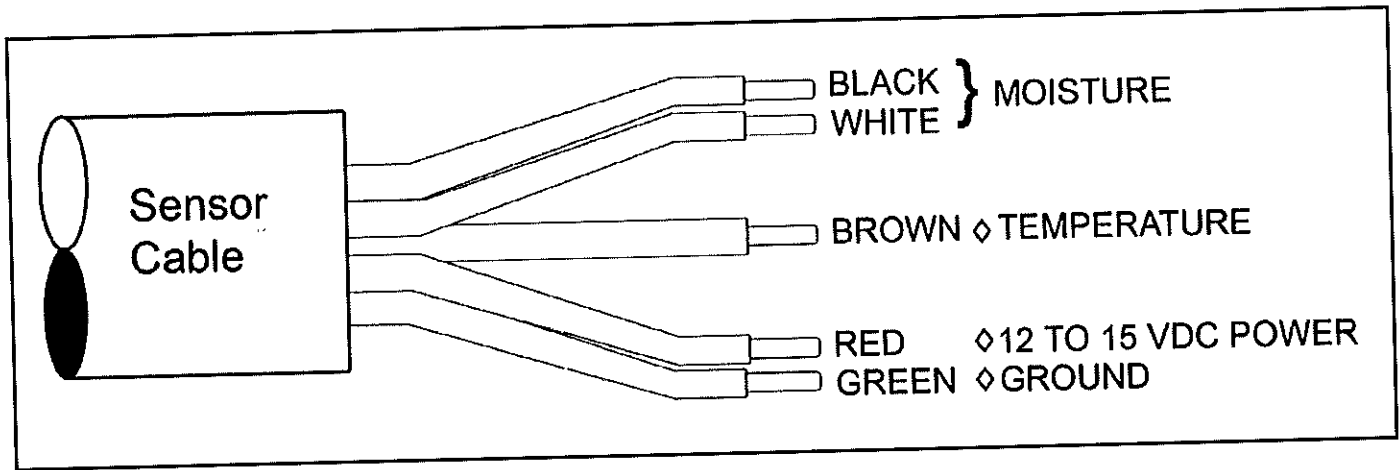 Sensor
Cable
BLACK } MOISTURE
WHITE
BROWN ◊ TEMPERATURE
RED ◊ 12 TO 15 VDC POWER
GREEN ◊ GROUND